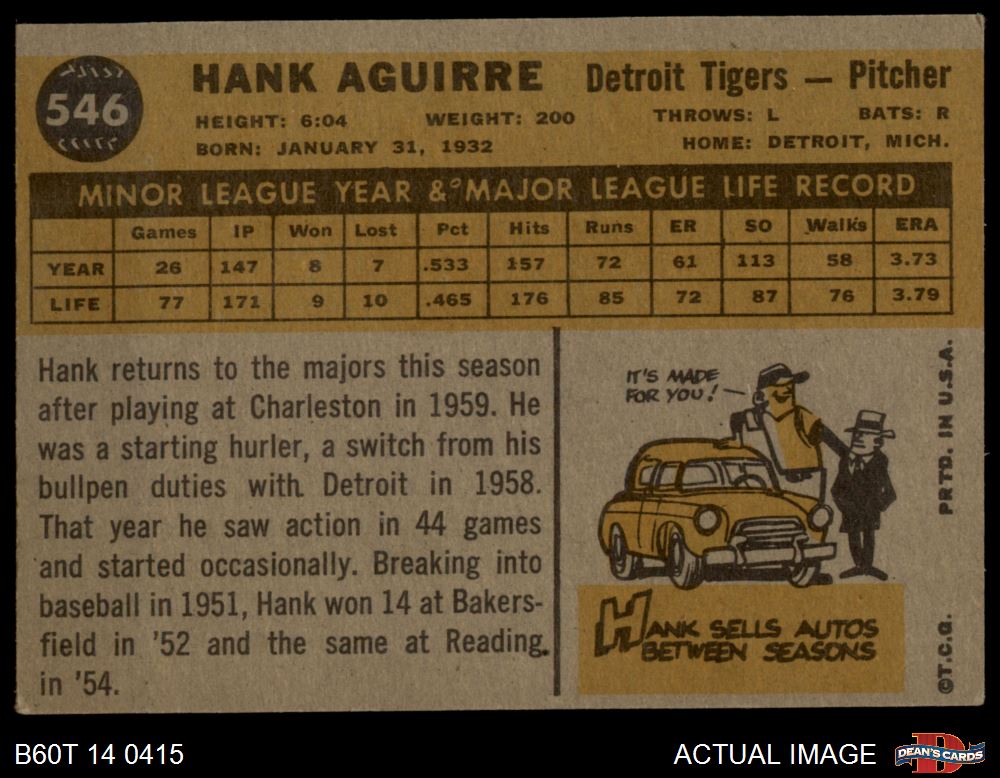 546
HANK AGUIRRE Detroit Tigers — Pitcher
HEIGHT: 6:04 WEIGHT: 200 THROWS: L BATS: R
BORN: JANUARY 31, 1932 HOME: DETROIT, MICH.
MINOR LEAGUE YEAR & MAJOR LEAGUE LIFE RECORD
Games IP Won Lost Pct Hits Runs ER SO Walks ERA
YEAR 26 147 8 7 .533 157 72 61 113 58 3.73
LIFE 77 171 9 10 .465 176 85 72 87 76 3.79
Hank returns to the majors this season
after playing at Charleston in 1959. He
was a starting hurler, a switch from his
bullpen duties with Detroit in 1958.
That year he saw action in 44 games
and started occasionally. Breaking into
baseball in 1951, Hank won 14 at Bakers-
field in '52 and the same at Reading
in '54.
IT'S MADE
FOR YOU! —
HANK SELLS AUTOS
BETWEEN SEASONS
©T.C.G. PRTD. IN U.S.A.
B60T 14 0415 ACTUAL IMAGE
DEAN'S CARDS